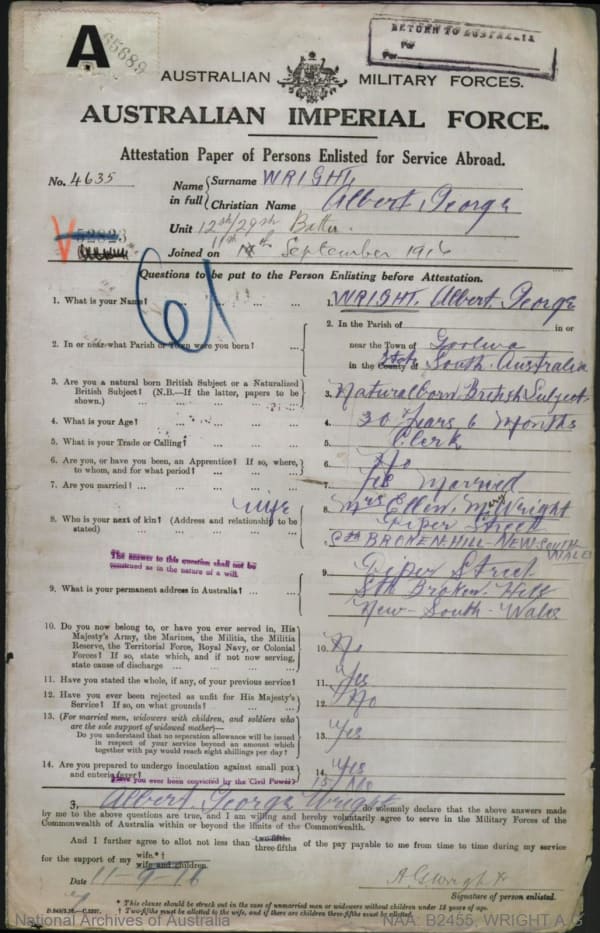 A
65689
RETURN TO AUSTRALIA
For
Per
AUSTRALIAN MILITARY FORCES.
AUSTRALIAN IMPERIAL FORCE.
Attestation Paper of Persons Enlisted for Service Abroad.
No. 4635
Name in full { Surname WRIGHT,
Christian Name Albert George
Unit 12th/29th Battn.
52823
Joined on 11th September 1916
Questions to be put to the Person Enlisting before Attestation.
1. What is your Name? ... ... ... ... 1. WRIGHT, Albert George
2. In or near what Parish or Town were you born? ... 2. In the Parish of in or
near the Town of Goolwa
in the County of State South Australia
3. Are you a natural born British Subject or a Naturalized
British Subject? (N.B.—If the latter, papers to be
shown.) ... 3. Natural born British Subject
4. What is your Age? ... 4. 30 Years 6 Months
5. What is your Trade or Calling? ... 5. Clerk
6. Are you, or have you been, an Apprentice? If so, where,
to whom, and for what period? ... 6. No
7. Are you married? ... 7. Yes Married
8. Who is your next of kin? (Address and relationship to be
stated) wife 8. Mrs Ellen, Mary Wright
Piper Street
Sth BROKEN HILL - NEW SOUTH
WALES
The answer to this question shall not be
construed as in the nature of a will.
9. What is your permanent address in Australia? ... 9. Piper Street
Sth Broken Hill
New-South-Wales
10. Do you now belong to, or have you ever served in, His
Majesty's Army, the Marines, the Militia, the Militia
Reserve, the Territorial Force, Royal Navy, or Colonial
Forces? If so, state which, and if not now serving,
state cause of discharge ... 10. No
11. Have you stated the whole, if any, of your previous service? 11. Yes
12. Have you ever been rejected as unfit for His Majesty's
Service? If so, on what grounds? ... 12. No
13. (For married men, widowers with children, and soldiers who
are the sole support of widowed mother)—
Do you understand that no separation allowance will be issued
in respect of your service beyond an amount which
together with pay would reach eight shillings per day? 13. Yes
14. Are you prepared to undergo inoculation against small pox
and enteric fever? 14. Yes
Have you ever been convicted by the Civil Power? 15. No
I, Albert George Wright do solemnly declare that the above answers made
by me to the above questions are true, and I am willing and hereby voluntarily agree to serve in the Military Forces of the
Commonwealth of Australia within or beyond the limits of the Commonwealth.
And I further agree to allot not less than two-fifths three-fifths of the pay payable to me from time to time during my service
for the support of my wife.*† wife and children.
Date 11-9-16
A G Wright
Signature of person enlisted.
* This clause should be struck out in the case of unmarried men or widowers without children under 18 years of age.
† Two-fifths must be allotted to the wife, and if there are children three-fifths must be allotted.
National Archives of Australia
NAA: B2455, WRIGHT A G